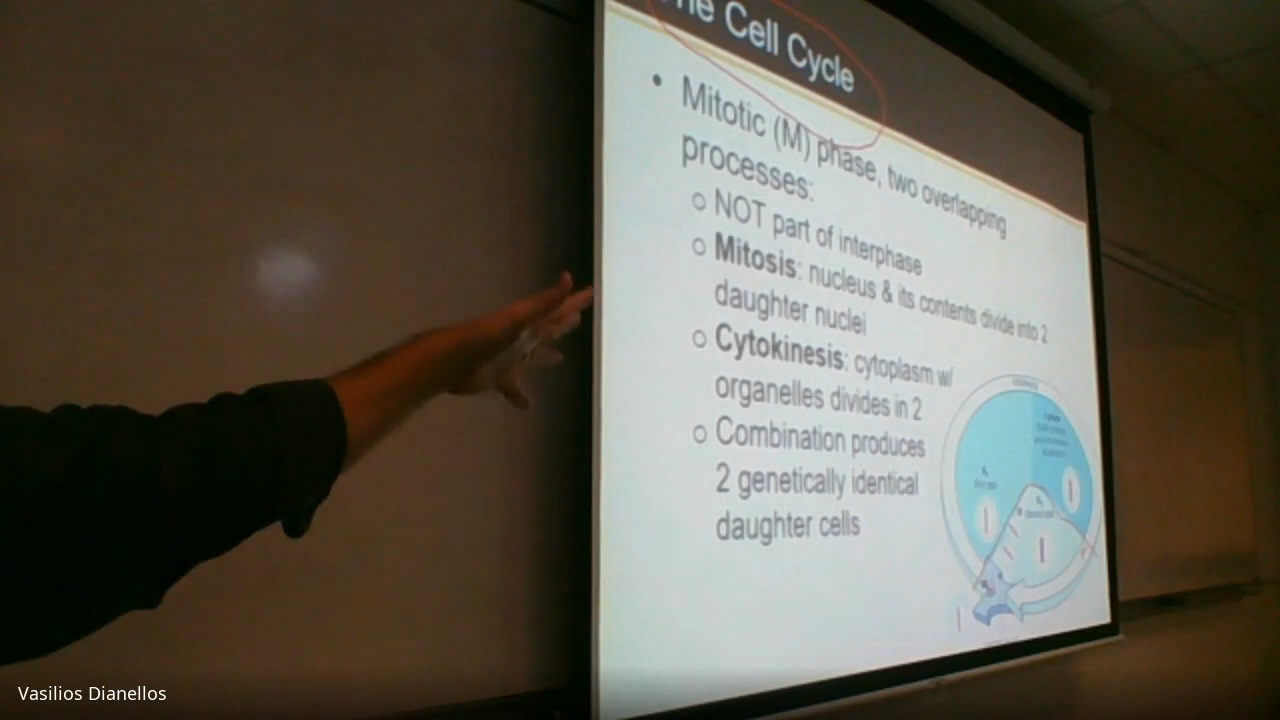 The Cell Cycle
• Mitotic (M) phase, two overlapping
processes:
○ NOT part of interphase
○ Mitosis: nucleus & its contents divide into 2
daughter nuclei
○ Cytokinesis: cytoplasm w/
organelles divides in 2
○ Combination produces
2 genetically identical
daughter cells
Vasilios Dianellos